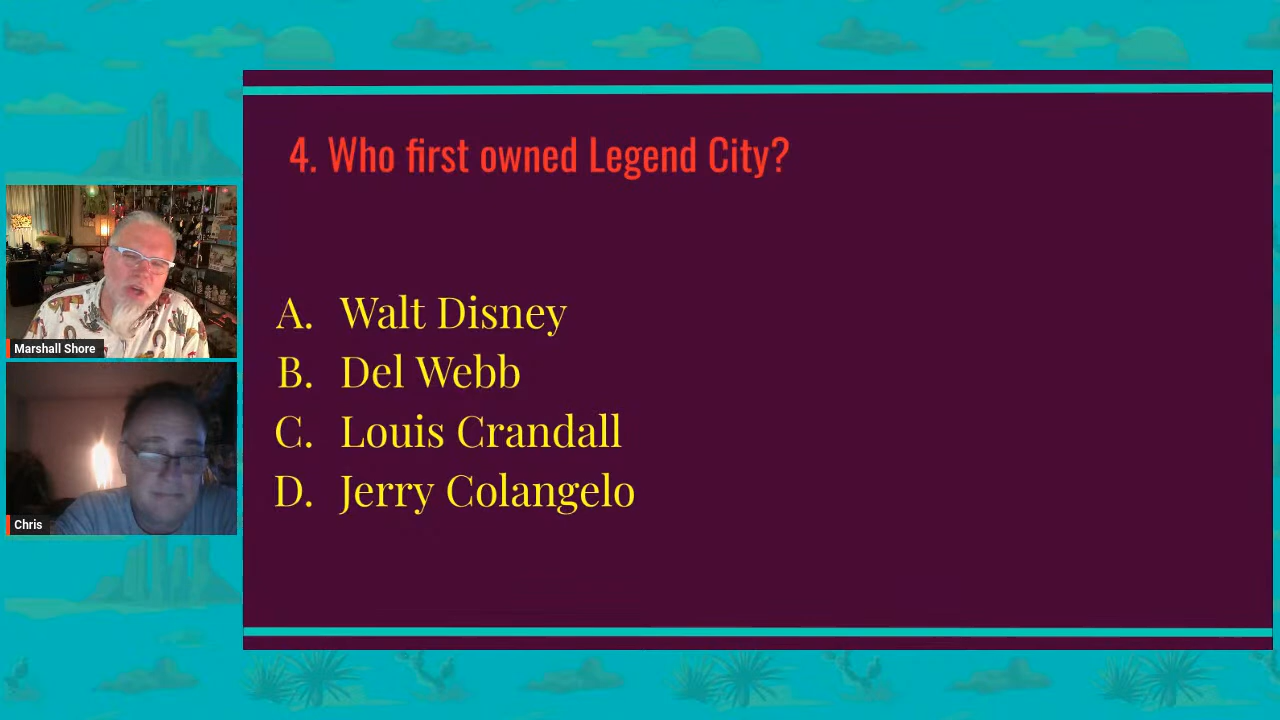 4. Who first owned Legend City?
A. Walt Disney
B. Del Webb
C. Louis Crandall
D. Jerry Colangelo
Marshall Shore
Chris